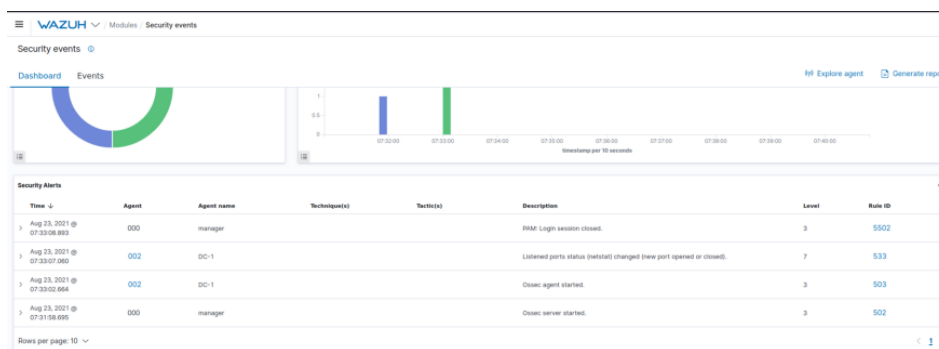 WAZUH / Modules / Security events
Security events
Dashboard Events Explore agent Generate repo
1
0.5
0
07:32:00 07:33:00 07:34:00 07:35:00 07:36:00 07:37:00 07:38:00 07:39:00 07:40:00
timestamp per 10 seconds
Security Alerts
Time Agent Agent name Technique(s) Tactic(s) Description Level Rule ID
Aug 23, 2021 @
07:33:08.893 000 manager PAM: Login session closed. 3 5502
Aug 23, 2021 @
07:33:07.060 002 DC-1 Listened ports status (netstat) changed (new port opened or closed). 7 533
Aug 23, 2021 @
07:33:02.664 002 DC-1 Ossec agent started. 3 503
Aug 23, 2021 @
07:31:58.695 000 manager Ossec server started. 3 502
Rows per page: 10 < 1